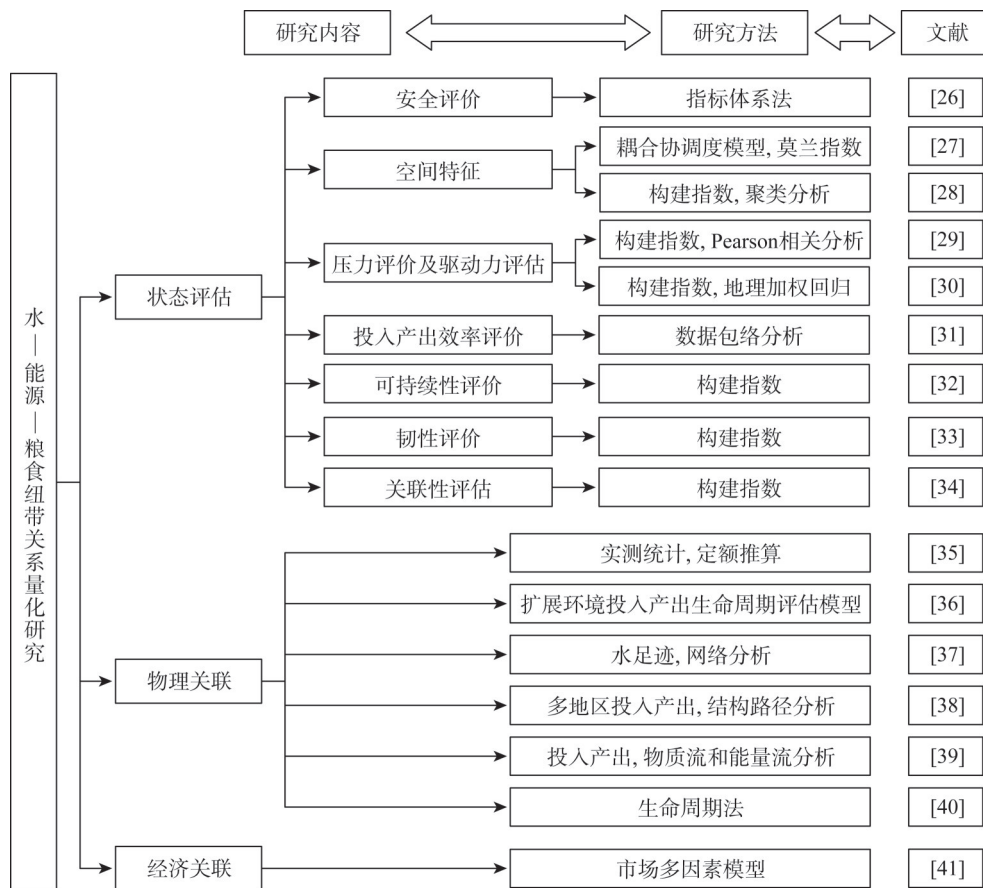 研究内容 研究方法 文献
水—能源—粮食纽带关系量化研究
状态评估
安全评价 指标体系法 [26]
空间特征 耦合协调度模型, 莫兰指数 [27]
构建指数, 聚类分析 [28]
压力评价及驱动力评估 构建指数, Pearson相关分析 [29]
构建指数, 地理加权回归 [30]
投入产出效率评价 数据包络分析 [31]
可持续性评价 构建指数 [32]
韧性评价 构建指数 [33]
关联性评估 构建指数 [34]
物理关联
实测统计, 定额推算 [35]
扩展环境投入产出生命周期评估模型 [36]
水足迹, 网络分析 [37]
多地区投入产出, 结构路径分析 [38]
投入产出, 物质流和能量流分析 [39]
生命周期法 [40]
经济关联 市场多因素模型 [41]